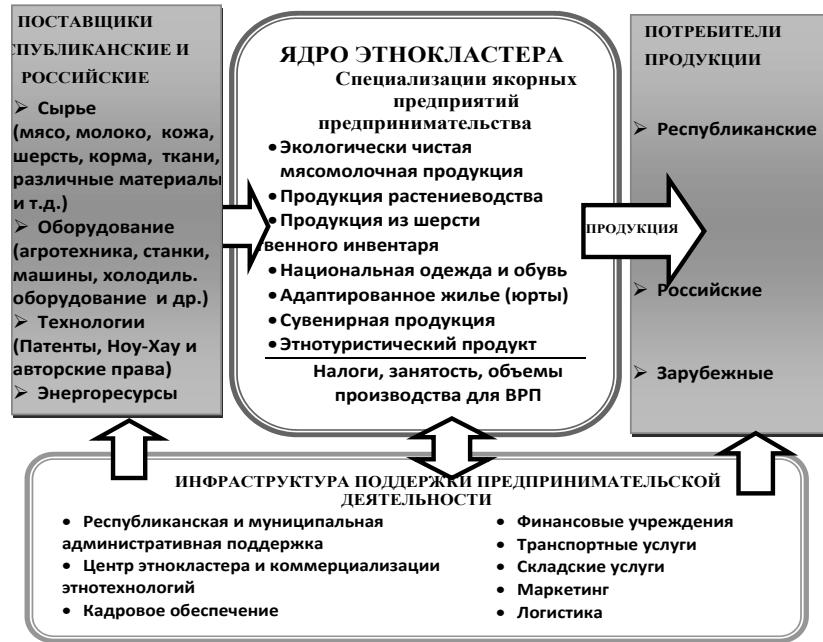 ПОСТАВЩИКИ
СПУБЛИКАНСКИЕ И
РОССИЙСКИЕ
➢ Сырье
(мясо, молоко, кожа,
шерсть, корма, ткани,
различные материалы
и т.д.)
➢ Оборудование
(агротехника, станки,
машины, холодиль.
оборудование и др.)
➢ Технологии
(Патенты, Ноу-Хау и
авторские права)
➢ Энергоресурсы
ЯДРО ЭТНОКЛАСТЕРА
Специализации якорных
предприятий
предпринимательства
• Экологически чистая
мясомолочная продукция
• Продукция растениеводства
• Продукция из шерсти
твенного инвентаря
• Национальная одежда и обувь
• Адаптированное жилье (юрты)
• Сувенирная продукция
• Этнотуристический продукт
Налоги, занятость, объемы
производства для ВРП
ПРОДУКЦИЯ
ПОТРЕБИТЕЛИ
ПРОДУКЦИИ
➢ Республиканские
➢ Российские
➢ Зарубежные
ИНФРАСТРУКТУРА ПОДДЕРЖКИ ПРЕДПРИНИМАТЕЛЬСКОЙ
ДЕЯТЕЛЬНОСТИ
• Республиканская и муниципальная
административная поддержка
• Центр этнокластера и коммерциализации
этнотехнологий
• Кадровое обеспечение
• Финансовые учреждения
• Транспортные услуги
• Складские услуги
• Маркетинг
• Логистика